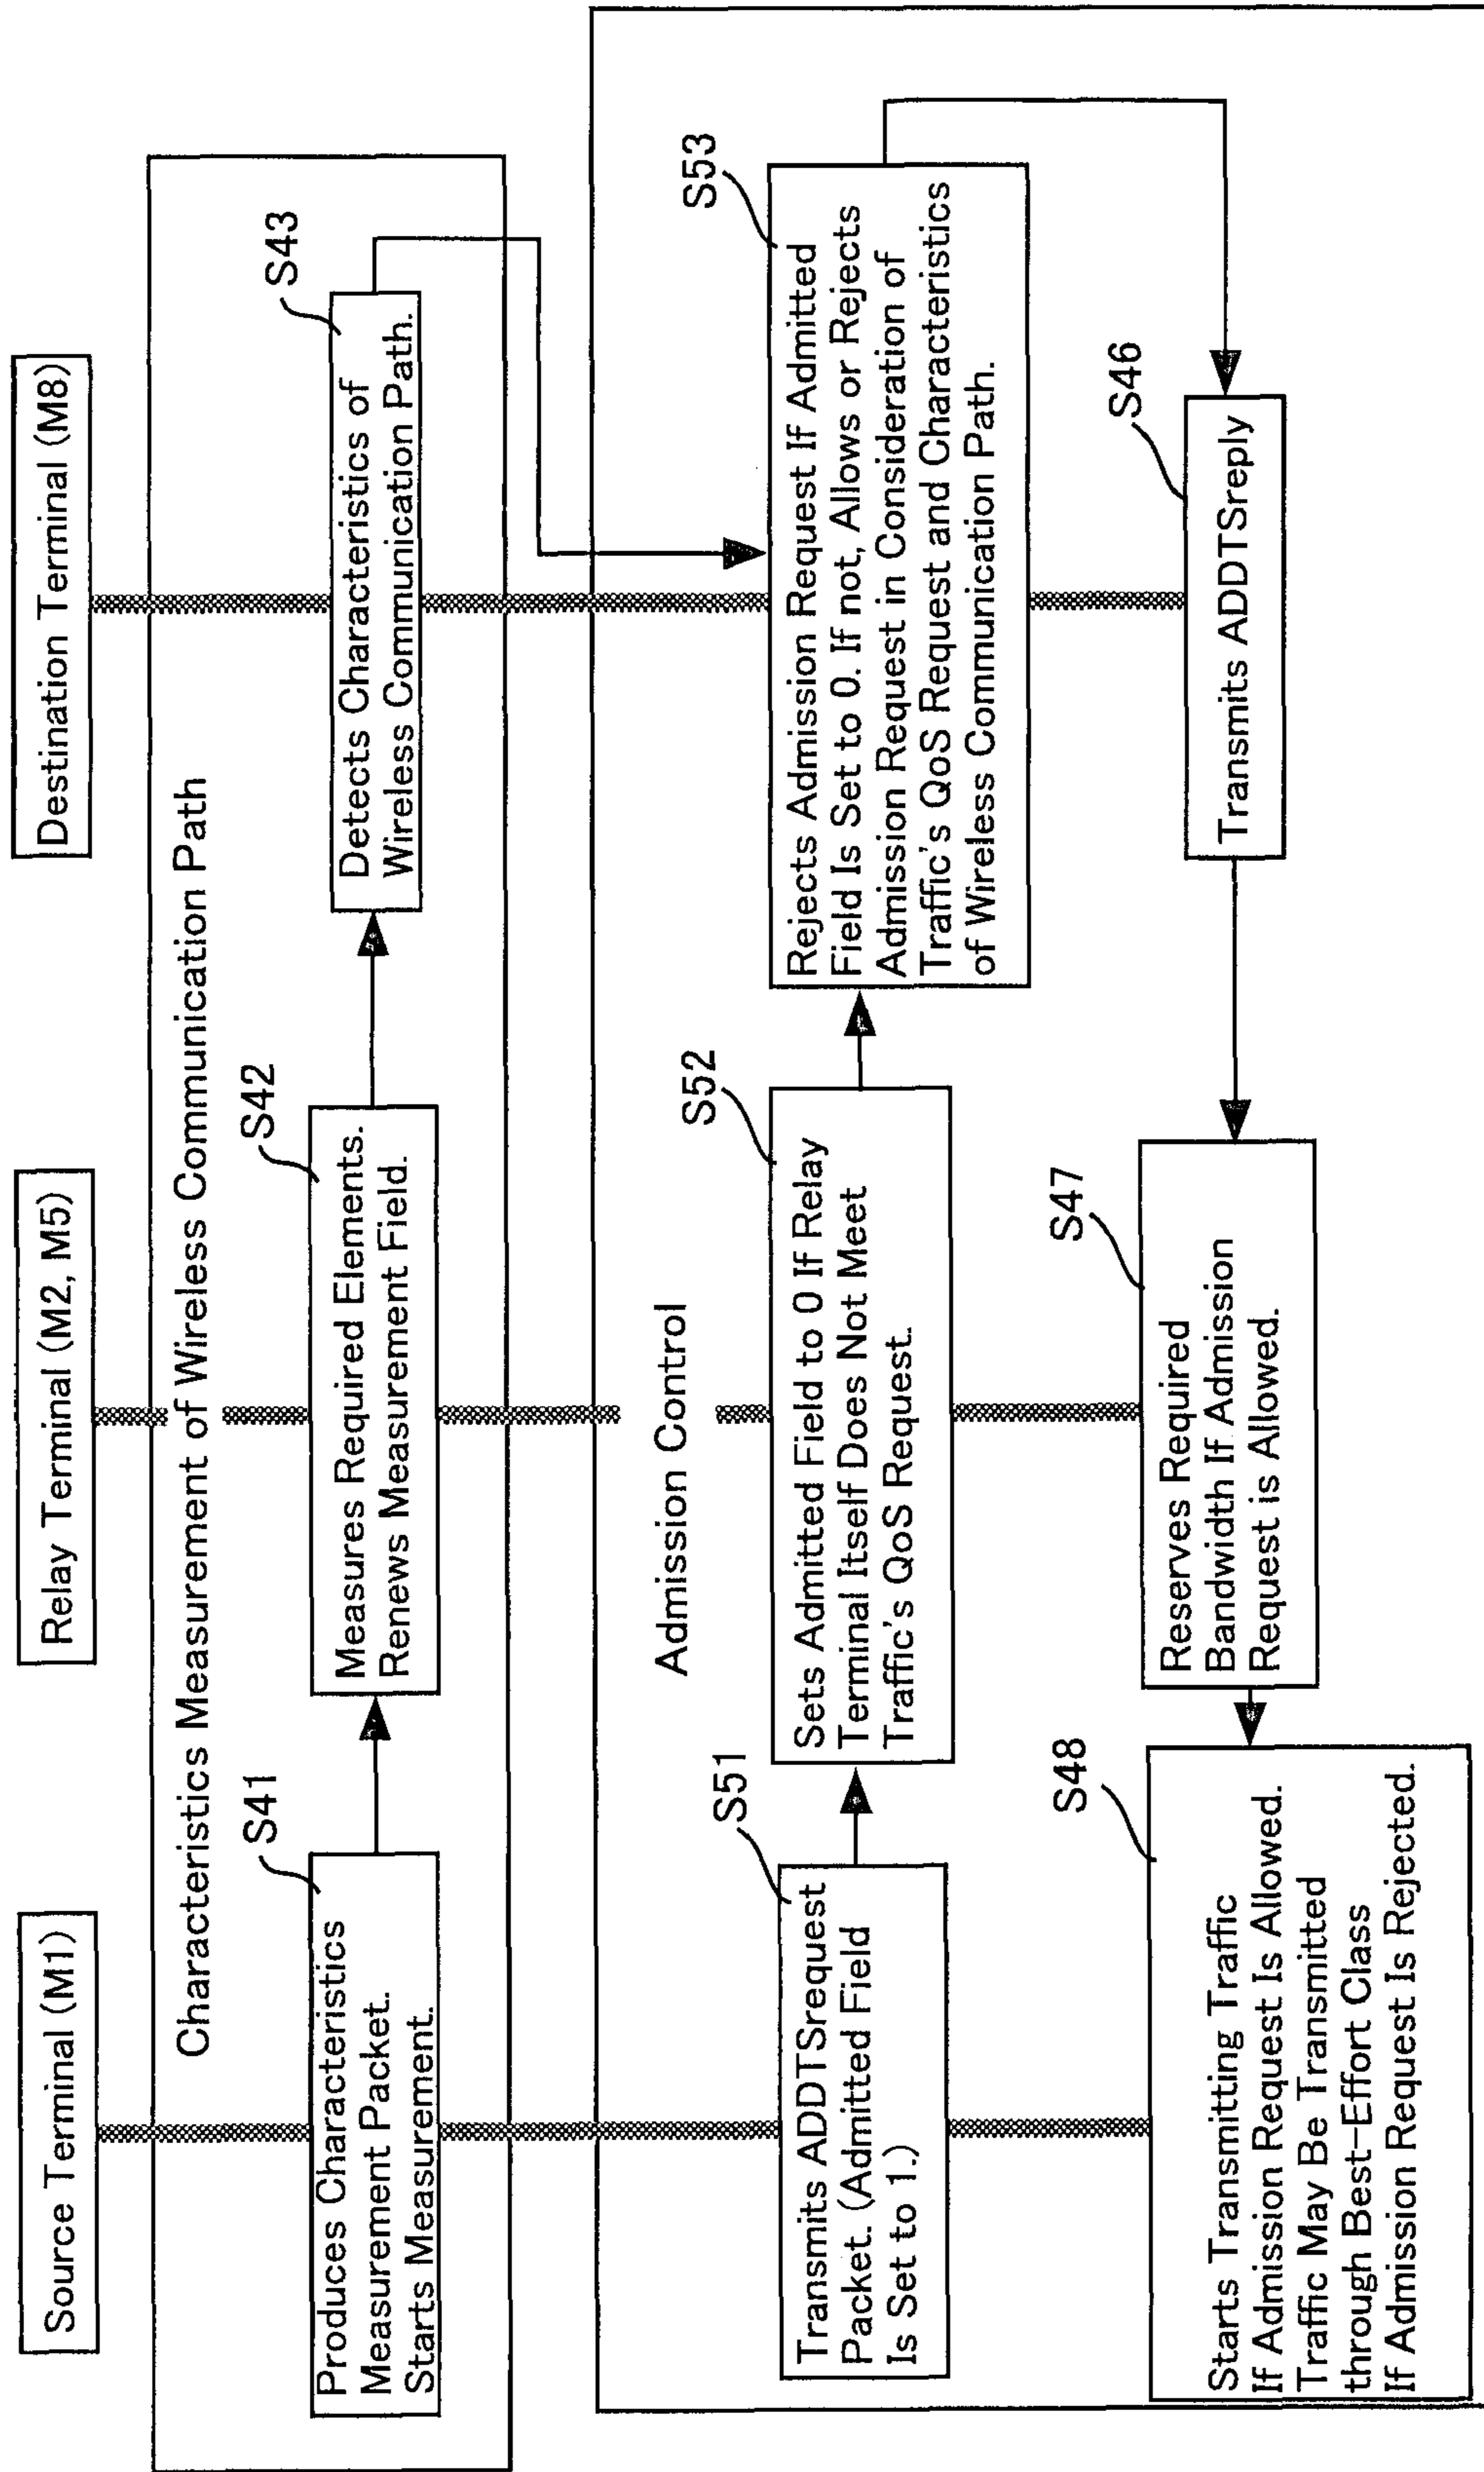 Source Terminal (M1)
Relay Terminal (M2, M5)
Destination Terminal (M8)
Characteristics Measurement of Wireless Communication Path
S41
Produces Characteristics
Measurement Packet.
Starts Measurement.
S42
Measures Required Elements.
Renews Measurement Field.
S43
Detects Characteristics of
Wireless Communication Path.
Admission Control
S51
Transmits ADDTSrequest
Packet. (Admitted Field
Is Set to 1.)
S52
Sets Admitted Field to 0 If Relay
Terminal Itself Does Not Meet
Traffic's QoS Request.
S53
Rejects Admission Request If Admitted
Field Is Set to 0. If not, Allows or Rejects
Admission Request in Consideration of
Traffic's QoS Request and Characteristics
of Wireless Communication Path.
S48
Starts Transmitting Traffic
If Admission Request Is Allowed.
Traffic May Be Transmitted
through Best-Effort Class
If Admission Request Is Rejected.
S47
Reserves Required
Bandwidth If Admission
Request is Allowed.
S46
Transmits ADDTSreply